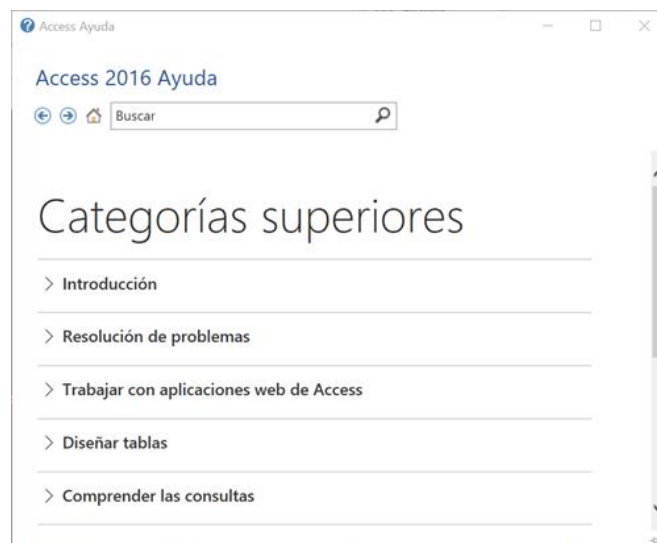 Access Ayuda
Access 2016 Ayuda
Buscar
Categorías superiores
Introducción
Resolución de problemas
Trabajar con aplicaciones web de Access
Diseñar tablas
Comprender las consultas